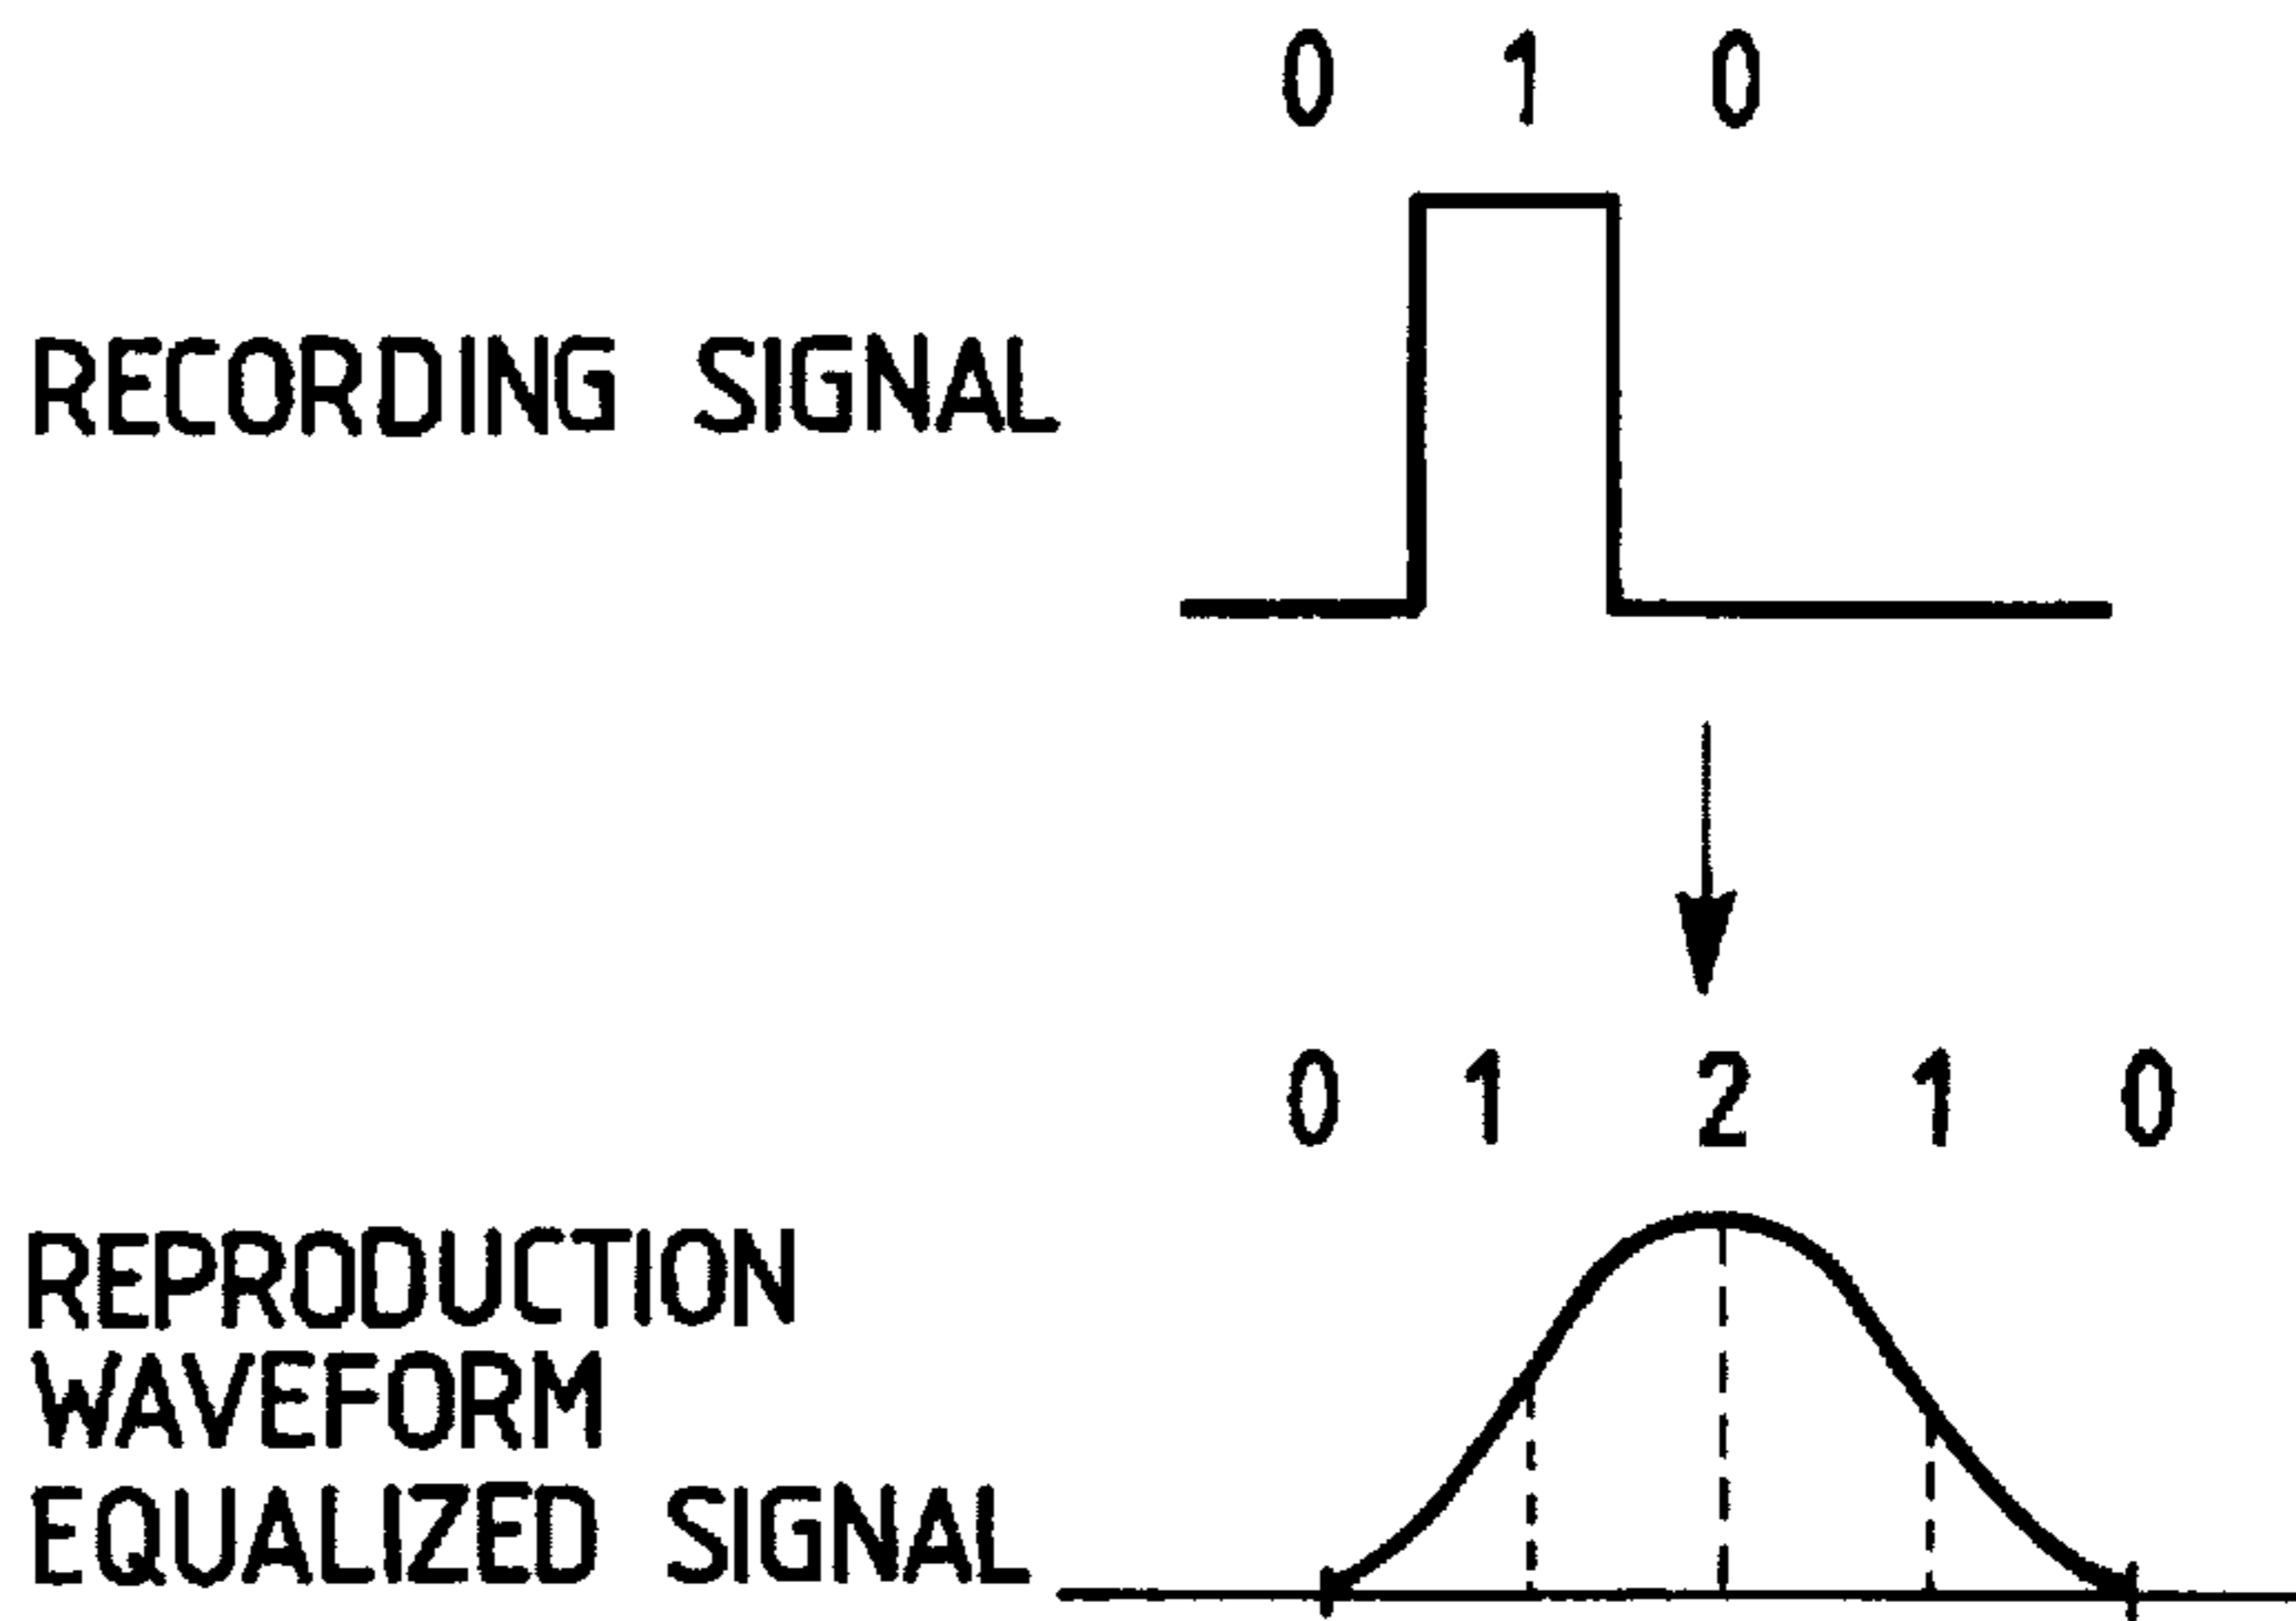 0 1 0
RECORDING SIGNAL
0 1 2 1 0
REPRODUCTION
WAVEFORM
EQUALIZED SIGNAL